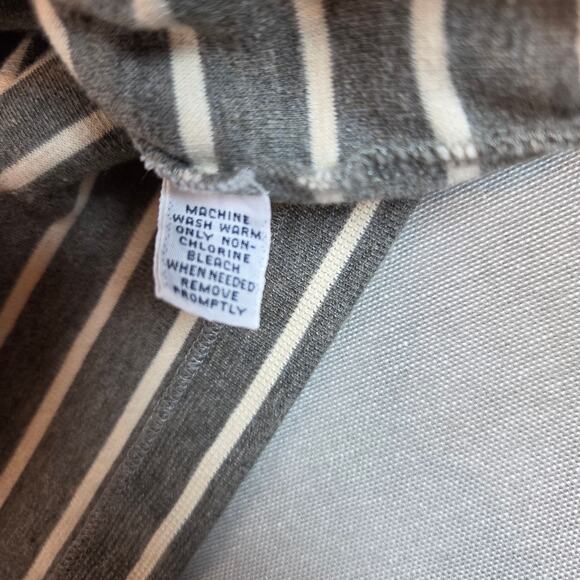 MACHINE
WASH WARM
ONLY NON-
CHLORINE
BLEACH
WHEN NEEDED
REMOVE
PROMPTLY